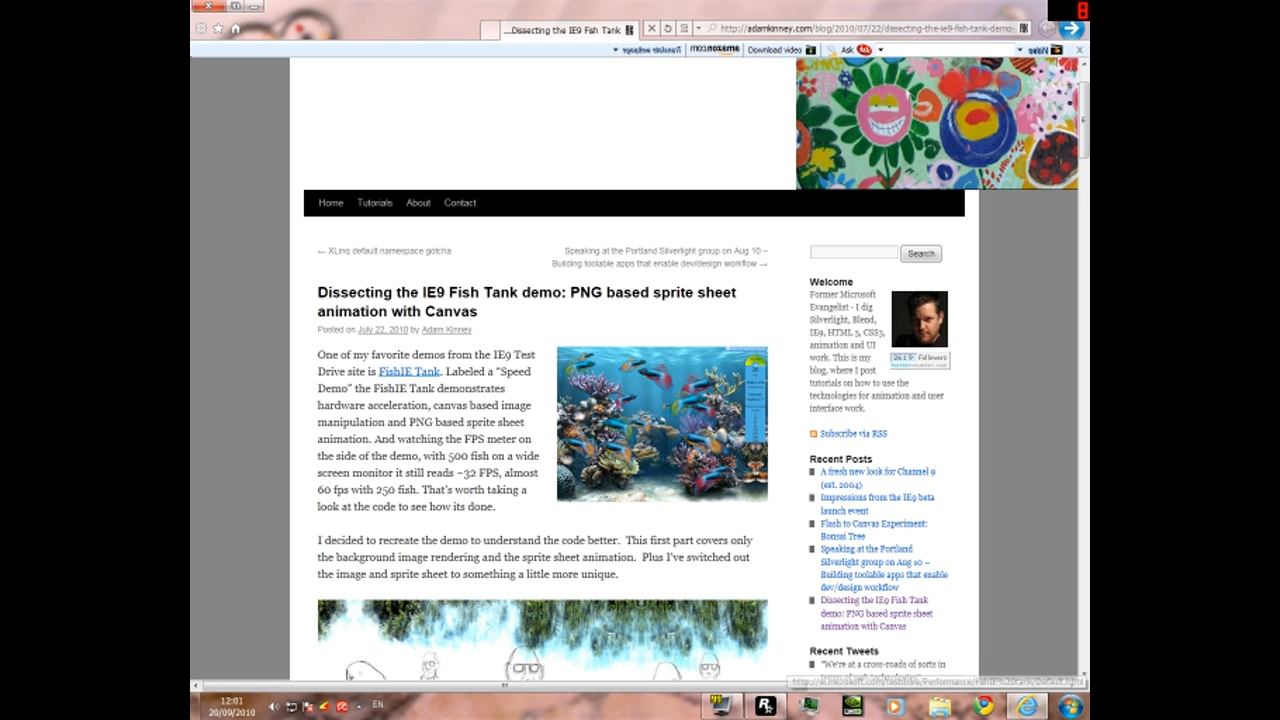 8
...Dissecting the IE9 Fish Tank
http://adamkinney.com/blog/2010/07/22/dissecting-the-ie9-fish-tank-demo-
Download video
Ask
Home Tutorials About Contact
← XLinq default namespace gotcha
Speaking at the Portland Silverlight group on Aug 10 –
Building toolable apps that enable dev/design workflow →
Search
Dissecting the IE9 Fish Tank demo: PNG based sprite sheet
animation with Canvas
Posted on July 22, 2010 by Adam Kinney
One of my favorite demos from the IE9 Test
Drive site is FishIE Tank. Labeled a "Speed
Demo" the FishIE Tank demonstrates
hardware acceleration, canvas based image
manipulation and PNG based sprite sheet
animation. And watching the FPS meter on
the side of the demo, with 500 fish on a wide
screen monitor it still reads ~32 FPS, almost
60 fps with 250 fish. That's worth taking a
look at the code to see how its done.
I decided to recreate the demo to understand the code better. This first part covers only
the background image rendering and the sprite sheet animation. Plus I've switched out
the image and sprite sheet to something a little more unique.
Welcome
Former Microsoft
Evangelist - I dig
Silverlight, Blend,
IE9, HTML 5, CSS3,
animation and UI
work. This is my
blog, where I post
tutorials on how to use the
technologies for animation and user
interface work.
2619 Followers
Subscribe via RSS
Recent Posts
A fresh new look for Channel 9
(est. 2004)
Impressions from the IE9 beta
launch event
Flash to Canvas Experiment:
Bonsai Tree
Speaking at the Portland
Silverlight group on Aug 10 –
Building toolable apps that enable
dev/design workflow
Dissecting the IE9 Fish Tank
demo: PNG based sprite sheet
animation with Canvas
Recent Tweets
"We're at a cross-roads of sorts in
12:01
20/09/2010
EN